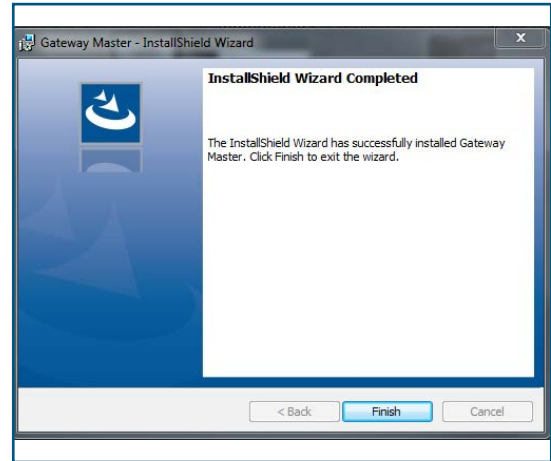 Gateway Master - InstallShield Wizard
x
InstallShield Wizard Completed
The InstallShield Wizard has successfully installed Gateway
Master. Click Finish to exit the wizard.
< Back Finish Cancel